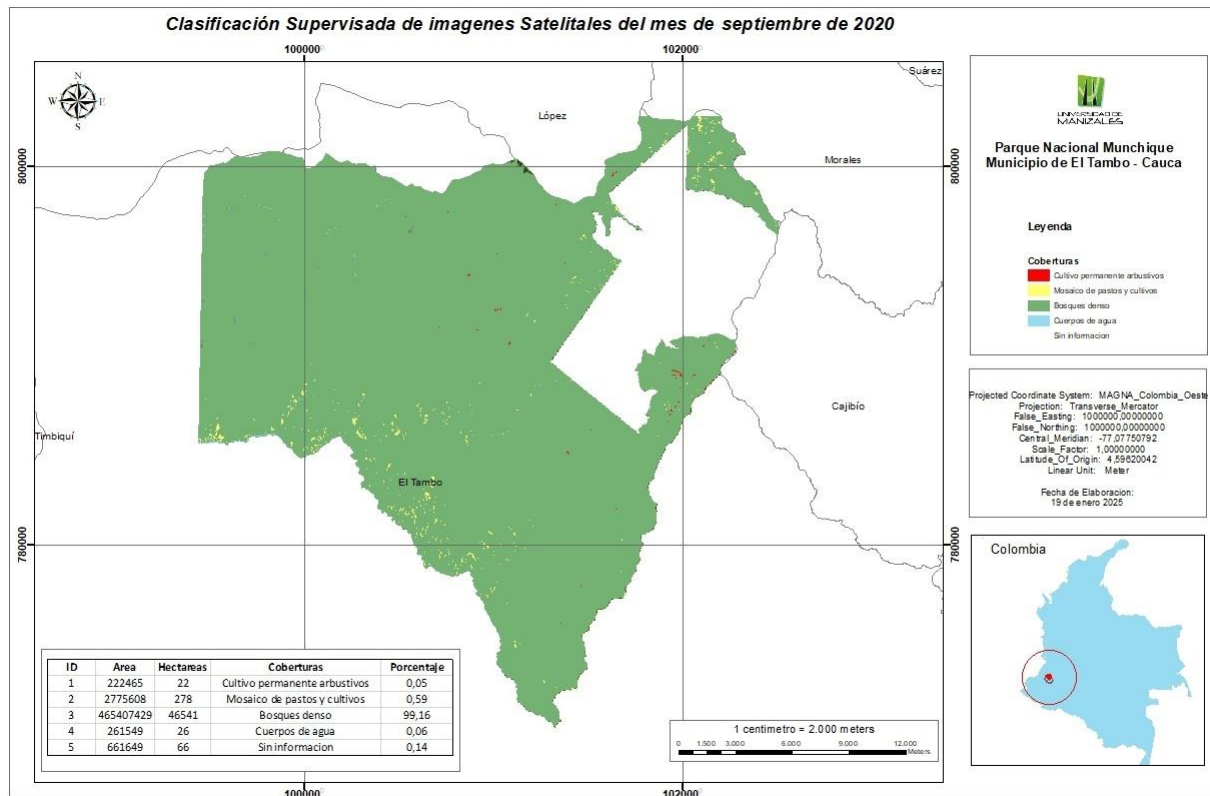 Clasificación Supervisada de imagenes Satelitales del mes de septiembre de 2020
100000 102000
N
W E
S
800000 800000
780000 780000
100000 102000
Suárez
López
Morales
Timbiquí
Cajibío
El Tambo
ID Area Hectareas Coberturas Porcentaje
1 222465 22 Cultivo permanente arbustivos 0,05
2 2775608 278 Mosaico de pastos y cultivos 0,59
3 465407429 46541 Bosques denso 99,16
4 261549 26 Cuerpos de agua 0,06
5 661649 66 Sin informacion 0,14
1 centimetro = 2.000 meters
0 1.500 3.000 6.000 9.000 12.000
Meters
UNIVERSIDAD DE
MANIZALES
Parque Nacional Munchique
Municipio de El Tambo - Cauca
Leyenda
Coberturas
Cultivo permanente arbustivos
Mosaico de pastos y cultivos
Bosques denso
Cuerpos de agua
Sin informacion
Projected Coordinate System: MAGNA_Colombia_Oeste
Projection: Transverse_Mercator
False_Easting: 1000000,00000000
False_Northing: 1000000,00000000
Central_Meridian: -77,07750792
Scale_Factor: 1,00000000
Latitude_Of_Origin: 4,59620042
Linear Unit: Meter
Fecha de Elaboracion:
19 de enero 2025
Colombia